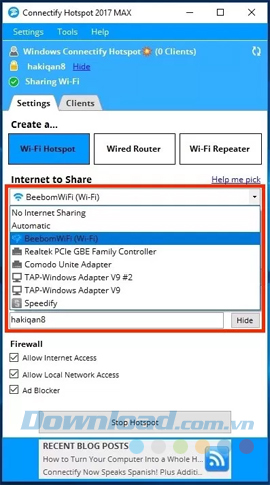 Connectify Hotspot 2017 MAX
Settings Tools Help
Windows Connectify Hotspot (0 Clients)
hakiqan8 Hide
Sharing Wi-Fi
Settings Clients
Create a...
Wi-Fi Hotspot Wired Router Wi-Fi Repeater
Internet to Share Help me pick
BeebomWiFi (Wi-Fi)
No Internet Sharing
Automatic
BeebomWiFi (Wi-Fi)
Realtek PCIe GBE Family Controller
Comodo Unite Adapter
TAP-Windows Adapter V9 #2
TAP-Windows Adapter V9
Speedify
hakiqan8 Hide
Firewall
Allow Internet Access
Allow Local Network Access
Ad Blocker
Download.com.vn
Stop Hotspot
RECENT BLOG POSTS
How to Turn Your Computer Into a Whole H...
Connectify Now Speaks Spanish! Plus Additi...